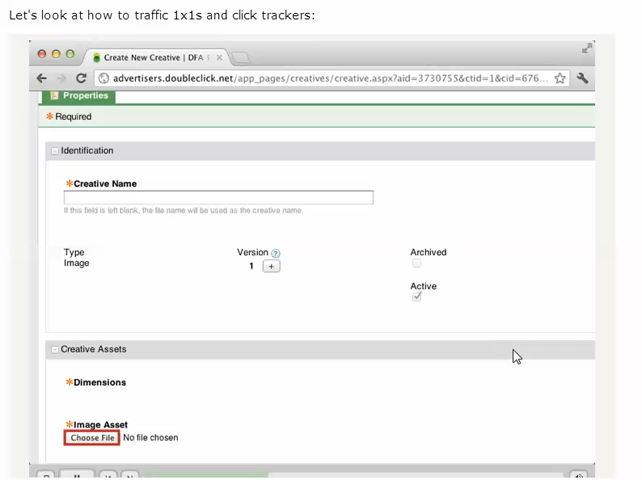 Let's look at how to traffic 1x1s and click trackers:
Create New Creative | DFA T
advertisers.doubleclick.net/app_pages/creatives/creative.aspx?aid=3730755&ctid=1&cid=676...
Properties
* Required
Identification
*Creative Name
If this field is left blank, the file name will be used as the creative name.
Type Version ? Archived
Image 1 +
Active
Creative Assets
*Dimensions
*Image Asset
Choose File No file chosen